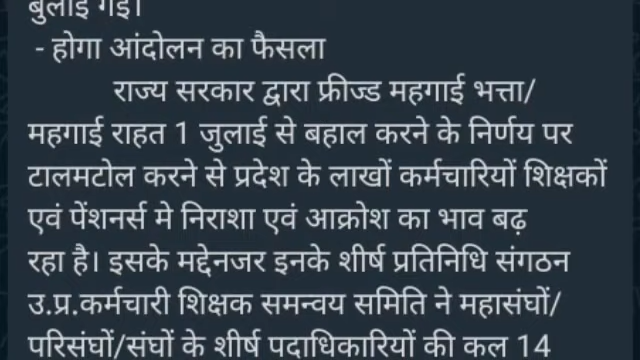 बुलाई गई।
- होगा आंदोलन का फैसला
राज्य सरकार द्वारा फ्रीज्ड महगाई भत्ता/
महगाई राहत 1 जुलाई से बहाल करने के निर्णय पर
टालमटोल करने से प्रदेश के लाखों कर्मचारियों शिक्षकों
एवं पेंशनर्स मे निराशा एवं आक्रोश का भाव बढ़
रहा है। इसके मद्देनजर इनके शीर्ष प्रतिनिधि संगठन
उ.प्र.कर्मचारी शिक्षक समन्वय समिति ने महासंघों/
परिसंघों/संघों के शीर्ष पदाधिकारियों की कल 14